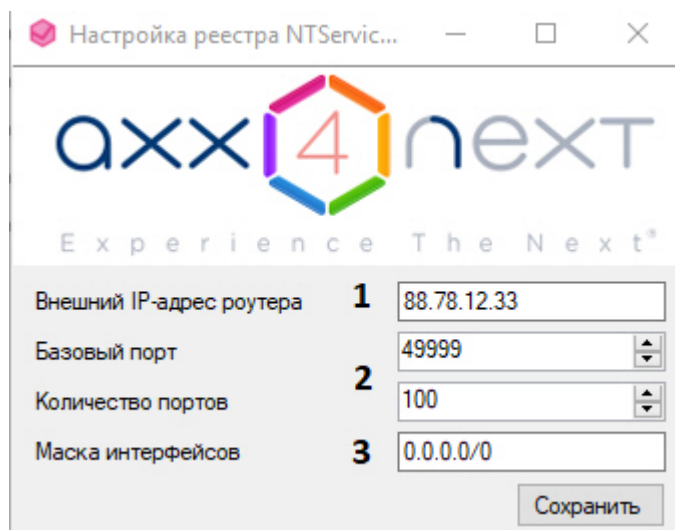 Настройка реестра NTServic...
axx 4 next
Experience The Next®
Внешний IP-адрес роутера 1 88.78.12.33
Базовый порт 49999
2
Количество портов 100
Маска интерфейсов 3 0.0.0.0/0
Сохранить